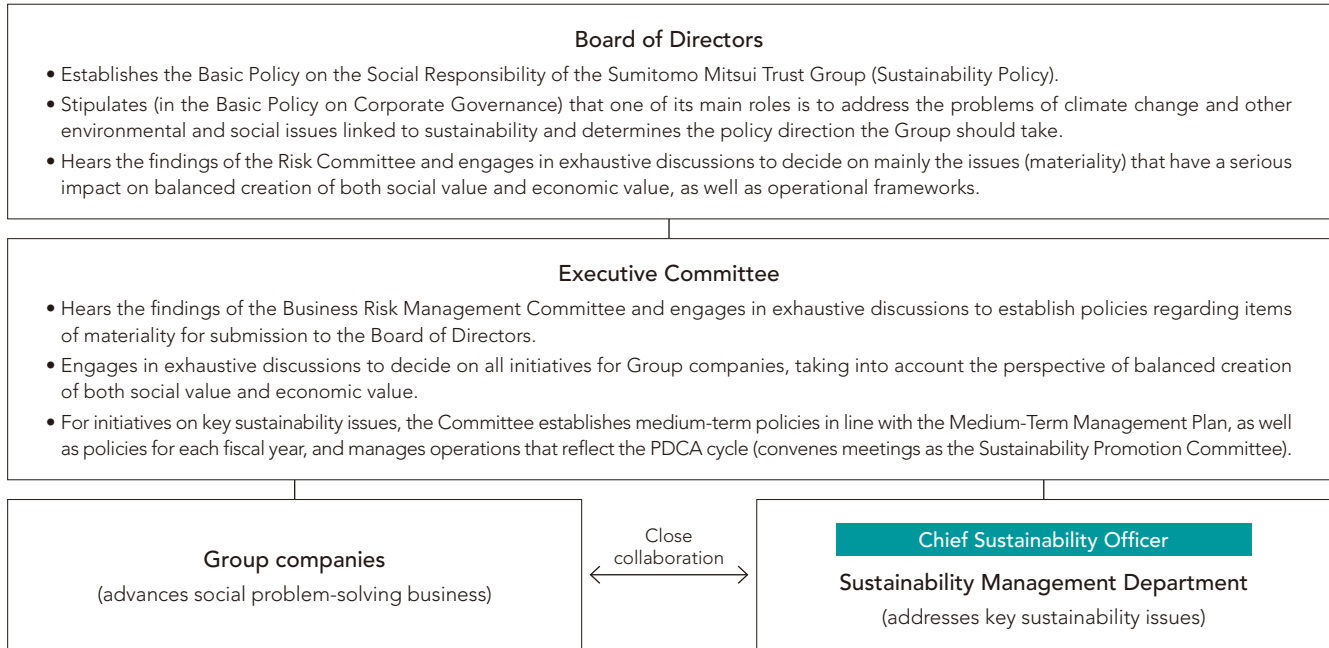 Board of Directors
• Establishes the Basic Policy on the Social Responsibility of the Sumitomo Mitsui Trust Group (Sustainability Policy).
• Stipulates (in the Basic Policy on Corporate Governance) that one of its main roles is to address the problems of climate change and other
environmental and social issues linked to sustainability and determines the policy direction the Group should take.
• Hears the findings of the Risk Committee and engages in exhaustive discussions to decide on mainly the issues (materiality) that have a serious
impact on balanced creation of both social value and economic value, as well as operational frameworks.
Executive Committee
• Hears the findings of the Business Risk Management Committee and engages in exhaustive discussions to establish policies regarding items
of materiality for submission to the Board of Directors.
• Engages in exhaustive discussions to decide on all initiatives for Group companies, taking into account the perspective of balanced creation
of both social value and economic value.
• For initiatives on key sustainability issues, the Committee establishes medium-term policies in line with the Medium-Term Management Plan, as well
as policies for each fiscal year, and manages operations that reflect the PDCA cycle (convenes meetings as the Sustainability Promotion Committee).
Group companies
(advances social problem-solving business)
Close
collaboration
Chief Sustainability Officer
Sustainability Management Department
(addresses key sustainability issues)